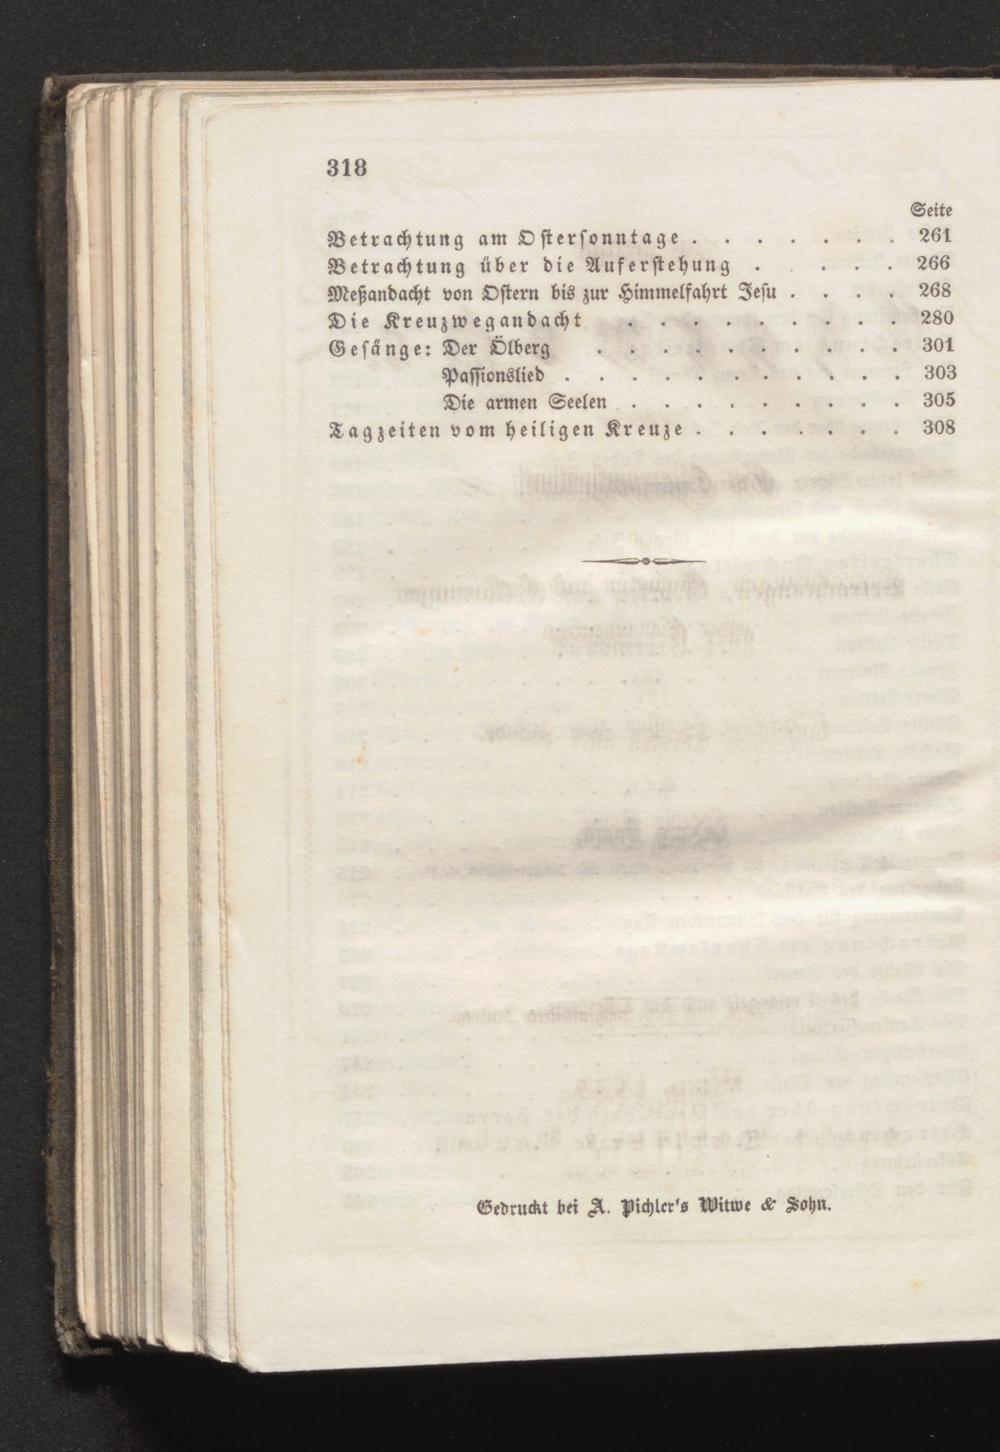 318
Seite
Betrachtung am Ostersonntage . . . . . . . 261
Betrachtung über die Auferstehung . . . . . 266
Meßandacht von Ostern bis zur Himmelfahrt Jesu . . . . 268
Die Kreuzwegandacht . . . . . . . . . 280
Gesänge: Der Ölberg . . . . . . . . . . 301
Passionslied . . . . . . . . . . . 303
Die armen Seelen . . . . . . . . . 305
Tagzeiten vom heiligen Kreuze . . . . . . . 308
Gedruckt bei A. Pichler's Witwe & Sohn.